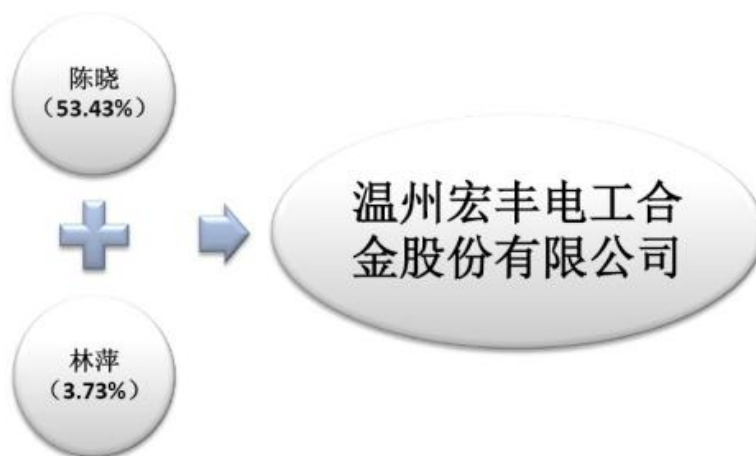 陈晓
（53.43%）
温州宏丰电工合
金股份有限公司
林萍
（3.73%）